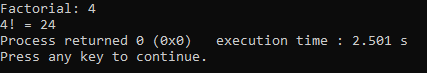 Factorial: 4
4! = 24
Process returned 0 (0x0)   execution time : 2.501 s
Press any key to continue.